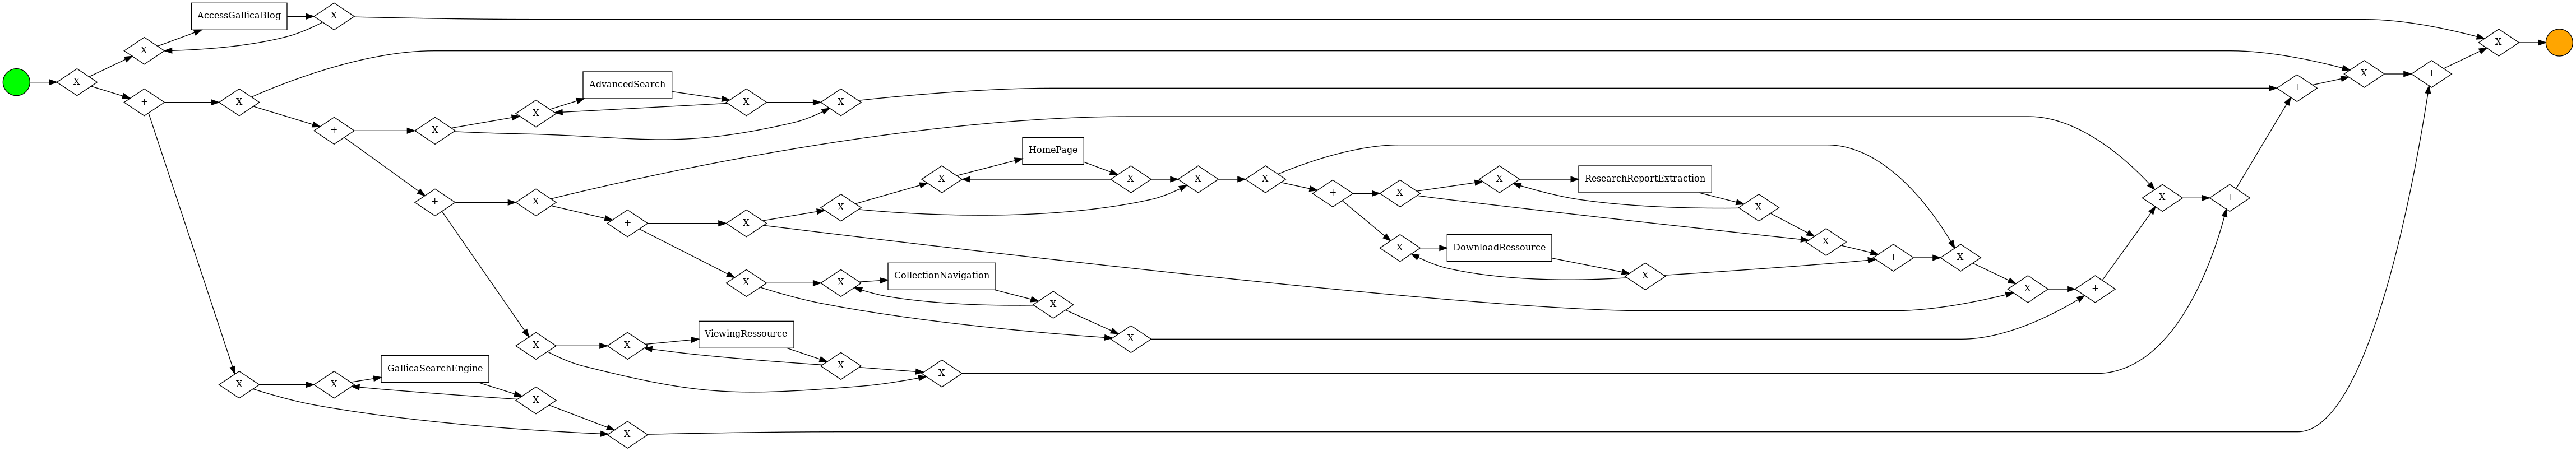 AccessGallicaBlog
X
X
X
X
+
X
AdvancedSearch
X
X
X
+
X
X
+
+
X
+
X
HomePage
X
X
X
X
+
X
X
ResearchReportExtraction
X
X
X
DownloadRessource
X
+
X
X
+
X
+
+
X
+
X
X
X
CollectionNavigation
X
X
X
X
ViewingRessource
X
X
X
X
GallicaSearchEngine
X
X